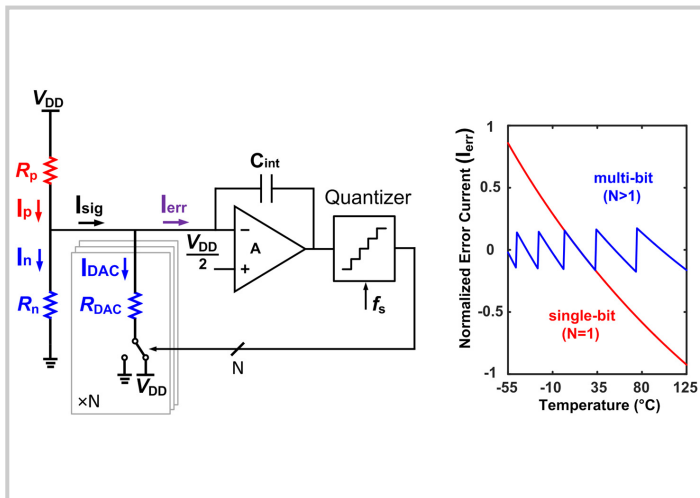 VDD
Rp
Ip
In
Rn
Isig
Ierr
IDAC
RDAC
VDD
×N
Cint
VDD
2
−
+
A
Quantizer
fs
N
Normalized Error Current (Ierr)
1
0.5
0
-0.5
-1
multi-bit
(N>1)
single-bit
(N=1)
-55 -10 35 80 125
Temperature (°C)